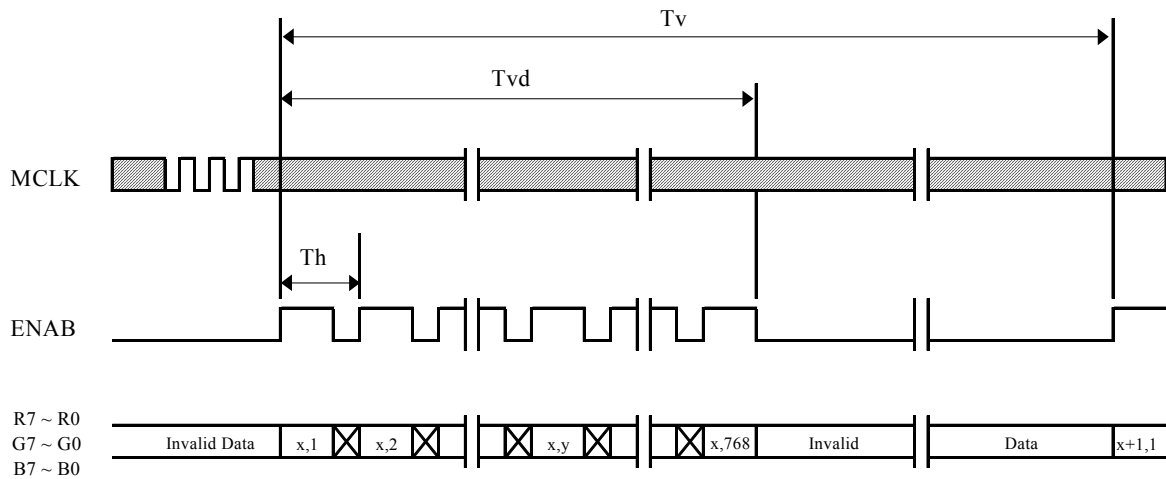 Tv
Tvd
MCLK
Th
ENAB
R7 ~ R0
G7 ~ G0
B7 ~ B0
Invalid Data x,1 x,2 x,y x,768 Invalid Data x+1,1